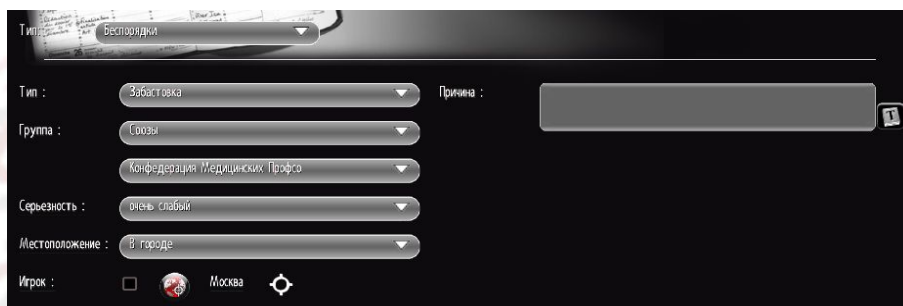 Тип: Беспорядки
Тип : Забастовка Причина :
Группа : Союзы
Конфедерация Медицинских Профсо
Серьезность : очень слабый
Местоположение : В городе
Игрок : Москва